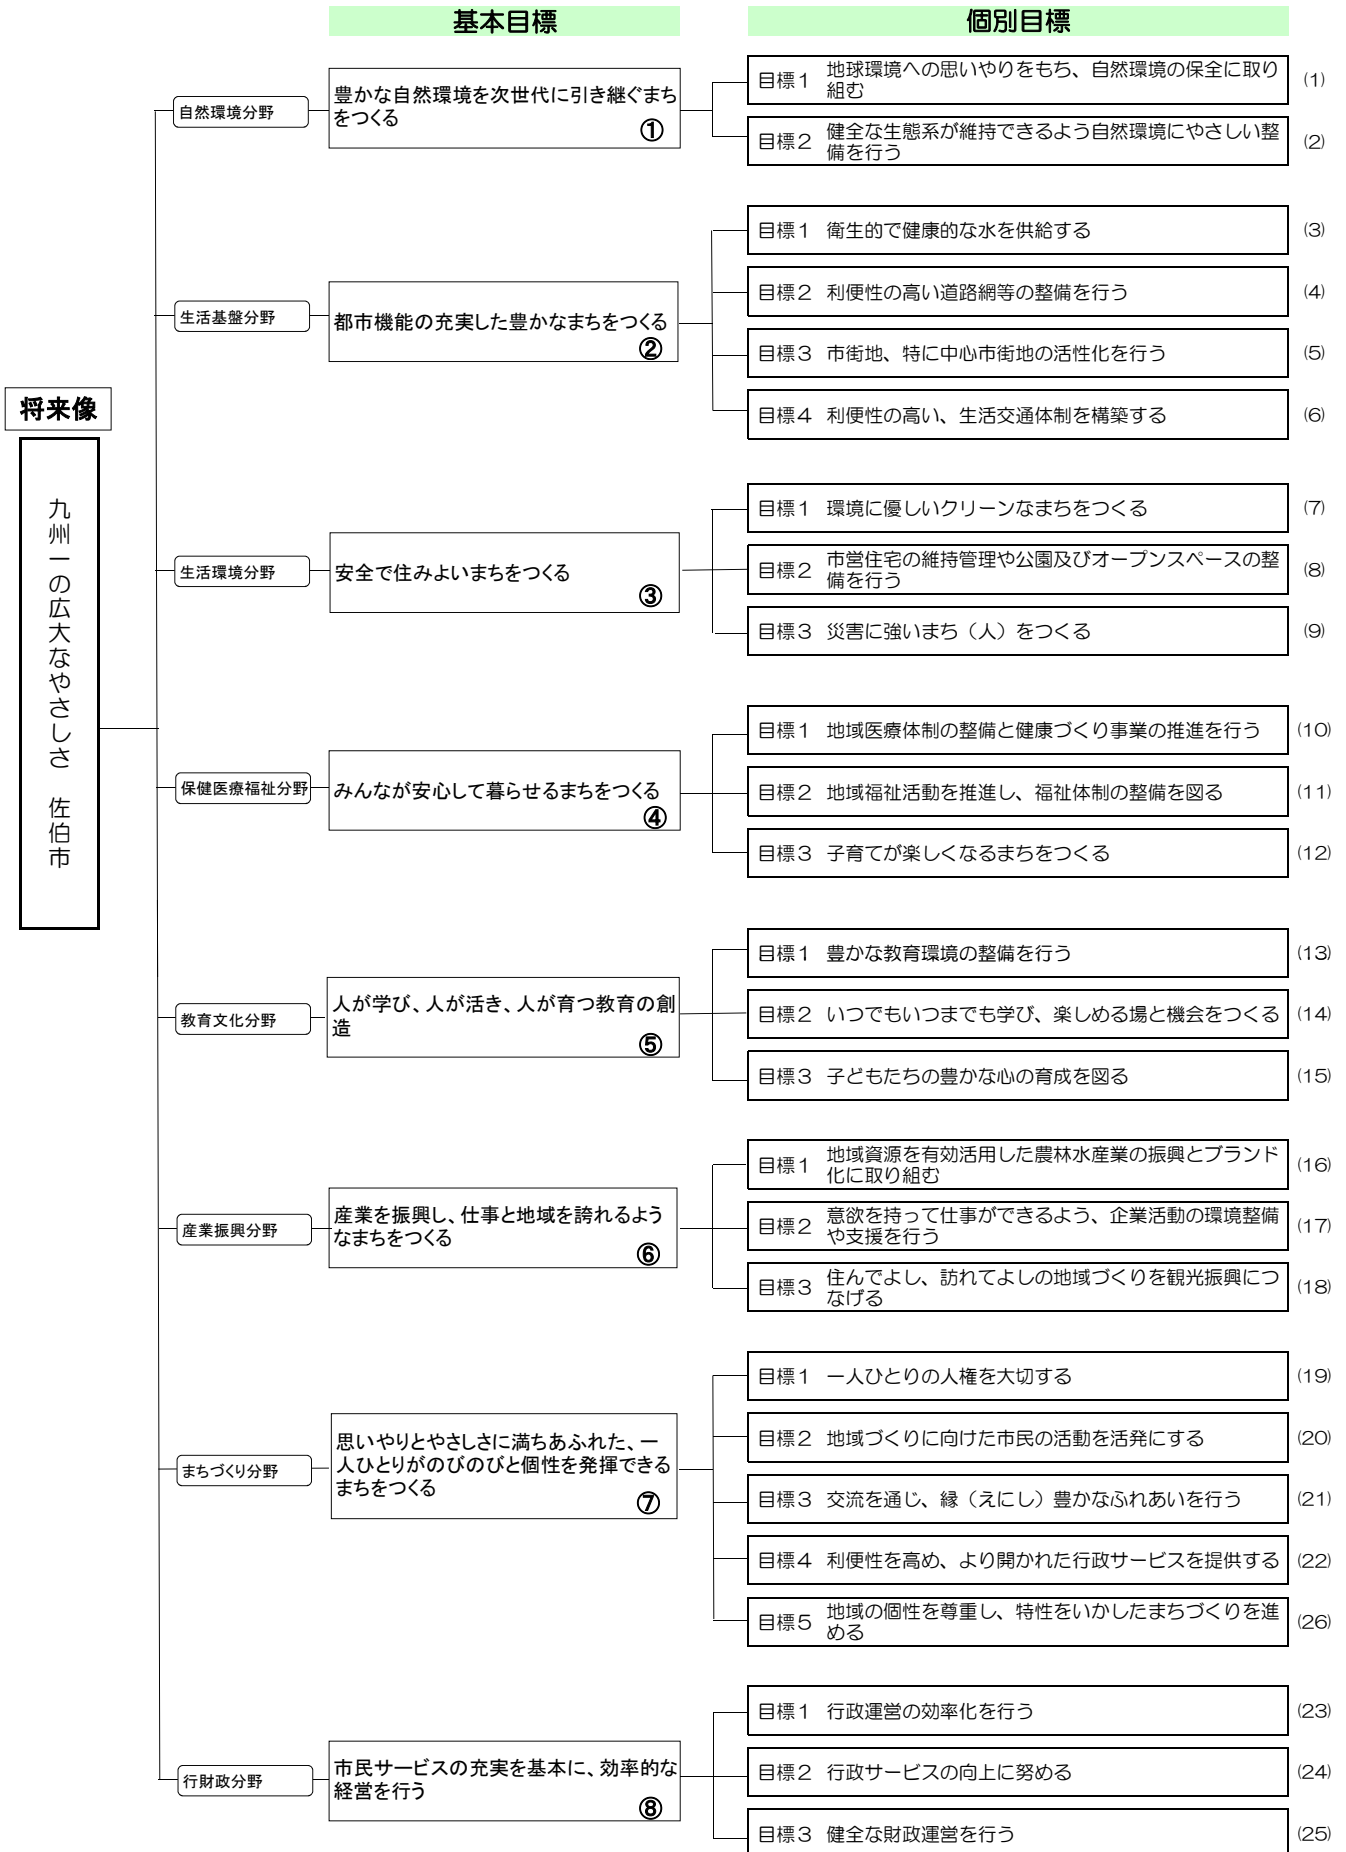 基本目標
個別目標
将来像
九州一の広大なやさしさ　佐伯市
自然環境分野
豊かな自然環境を次世代に引き継ぐまち
をつくる
①
目標１ 地球環境への思いやりをもち、自然環境の保全に取り
組む
(1)
目標２ 健全な生態系が維持できるよう自然環境にやさしい整
備を行う
(2)
生活基盤分野
都市機能の充実した豊かなまちをつくる
②
目標１ 衛生的で健康的な水を供給する
(3)
目標２ 利便性の高い道路網等の整備を行う
(4)
目標３ 市街地、特に中心市街地の活性化を行う
(5)
目標４ 利便性の高い、生活交通体制を構築する
(6)
生活環境分野
安全で住みよいまちをつくる
③
目標１ 環境に優しいクリーンなまちをつくる
(7)
目標２ 市営住宅の維持管理や公園及びオープンスペースの整
備を行う
(8)
目標３ 災害に強いまち（人）をつくる
(9)
保健医療福祉分野
みんなが安心して暮らせるまちをつくる
④
目標１ 地域医療体制の整備と健康づくり事業の推進を行う
(10)
目標２ 地域福祉活動を推進し、福祉体制の整備を図る
(11)
目標３ 子育てが楽しくなるまちをつくる
(12)
教育文化分野
人が学び、人が活き、人が育つ教育の創
造
⑤
目標１ 豊かな教育環境の整備を行う
(13)
目標２ いつでもいつまでも学び、楽しめる場と機会をつくる
(14)
目標３ 子どもたちの豊かな心の育成を図る
(15)
産業振興分野
産業を振興し、仕事と地域を誇れるよう
なまちをつくる
⑥
目標１ 地域資源を有効活用した農林水産業の振興とブランド
化に取り組む
(16)
目標２ 意欲を持って仕事ができるよう、企業活動の環境整備
や支援を行う
(17)
目標３ 住んでよし、訪れてよしの地域づくりを観光振興につ
なげる
(18)
まちづくり分野
思いやりとやさしさに満ちあふれた、一
人ひとりがのびのびと個性を発揮できる
まちをつくる
⑦
目標１ 一人ひとりの人権を大切する
(19)
目標２ 地域づくりに向けた市民の活動を活発にする
(20)
目標３ 交流を通じ、縁（えにし）豊かなふれあいを行う
(21)
目標４ 利便性を高め、より開かれた行政サービスを提供する
(22)
目標５ 地域の個性を尊重し、特性をいかしたまちづくりを進
める
(26)
行財政分野
市民サービスの充実を基本に、効率的な
経営を行う
⑧
目標１ 行政運営の効率化を行う
(23)
目標２ 行政サービスの向上に努める
(24)
目標３ 健全な財政運営を行う
(25)